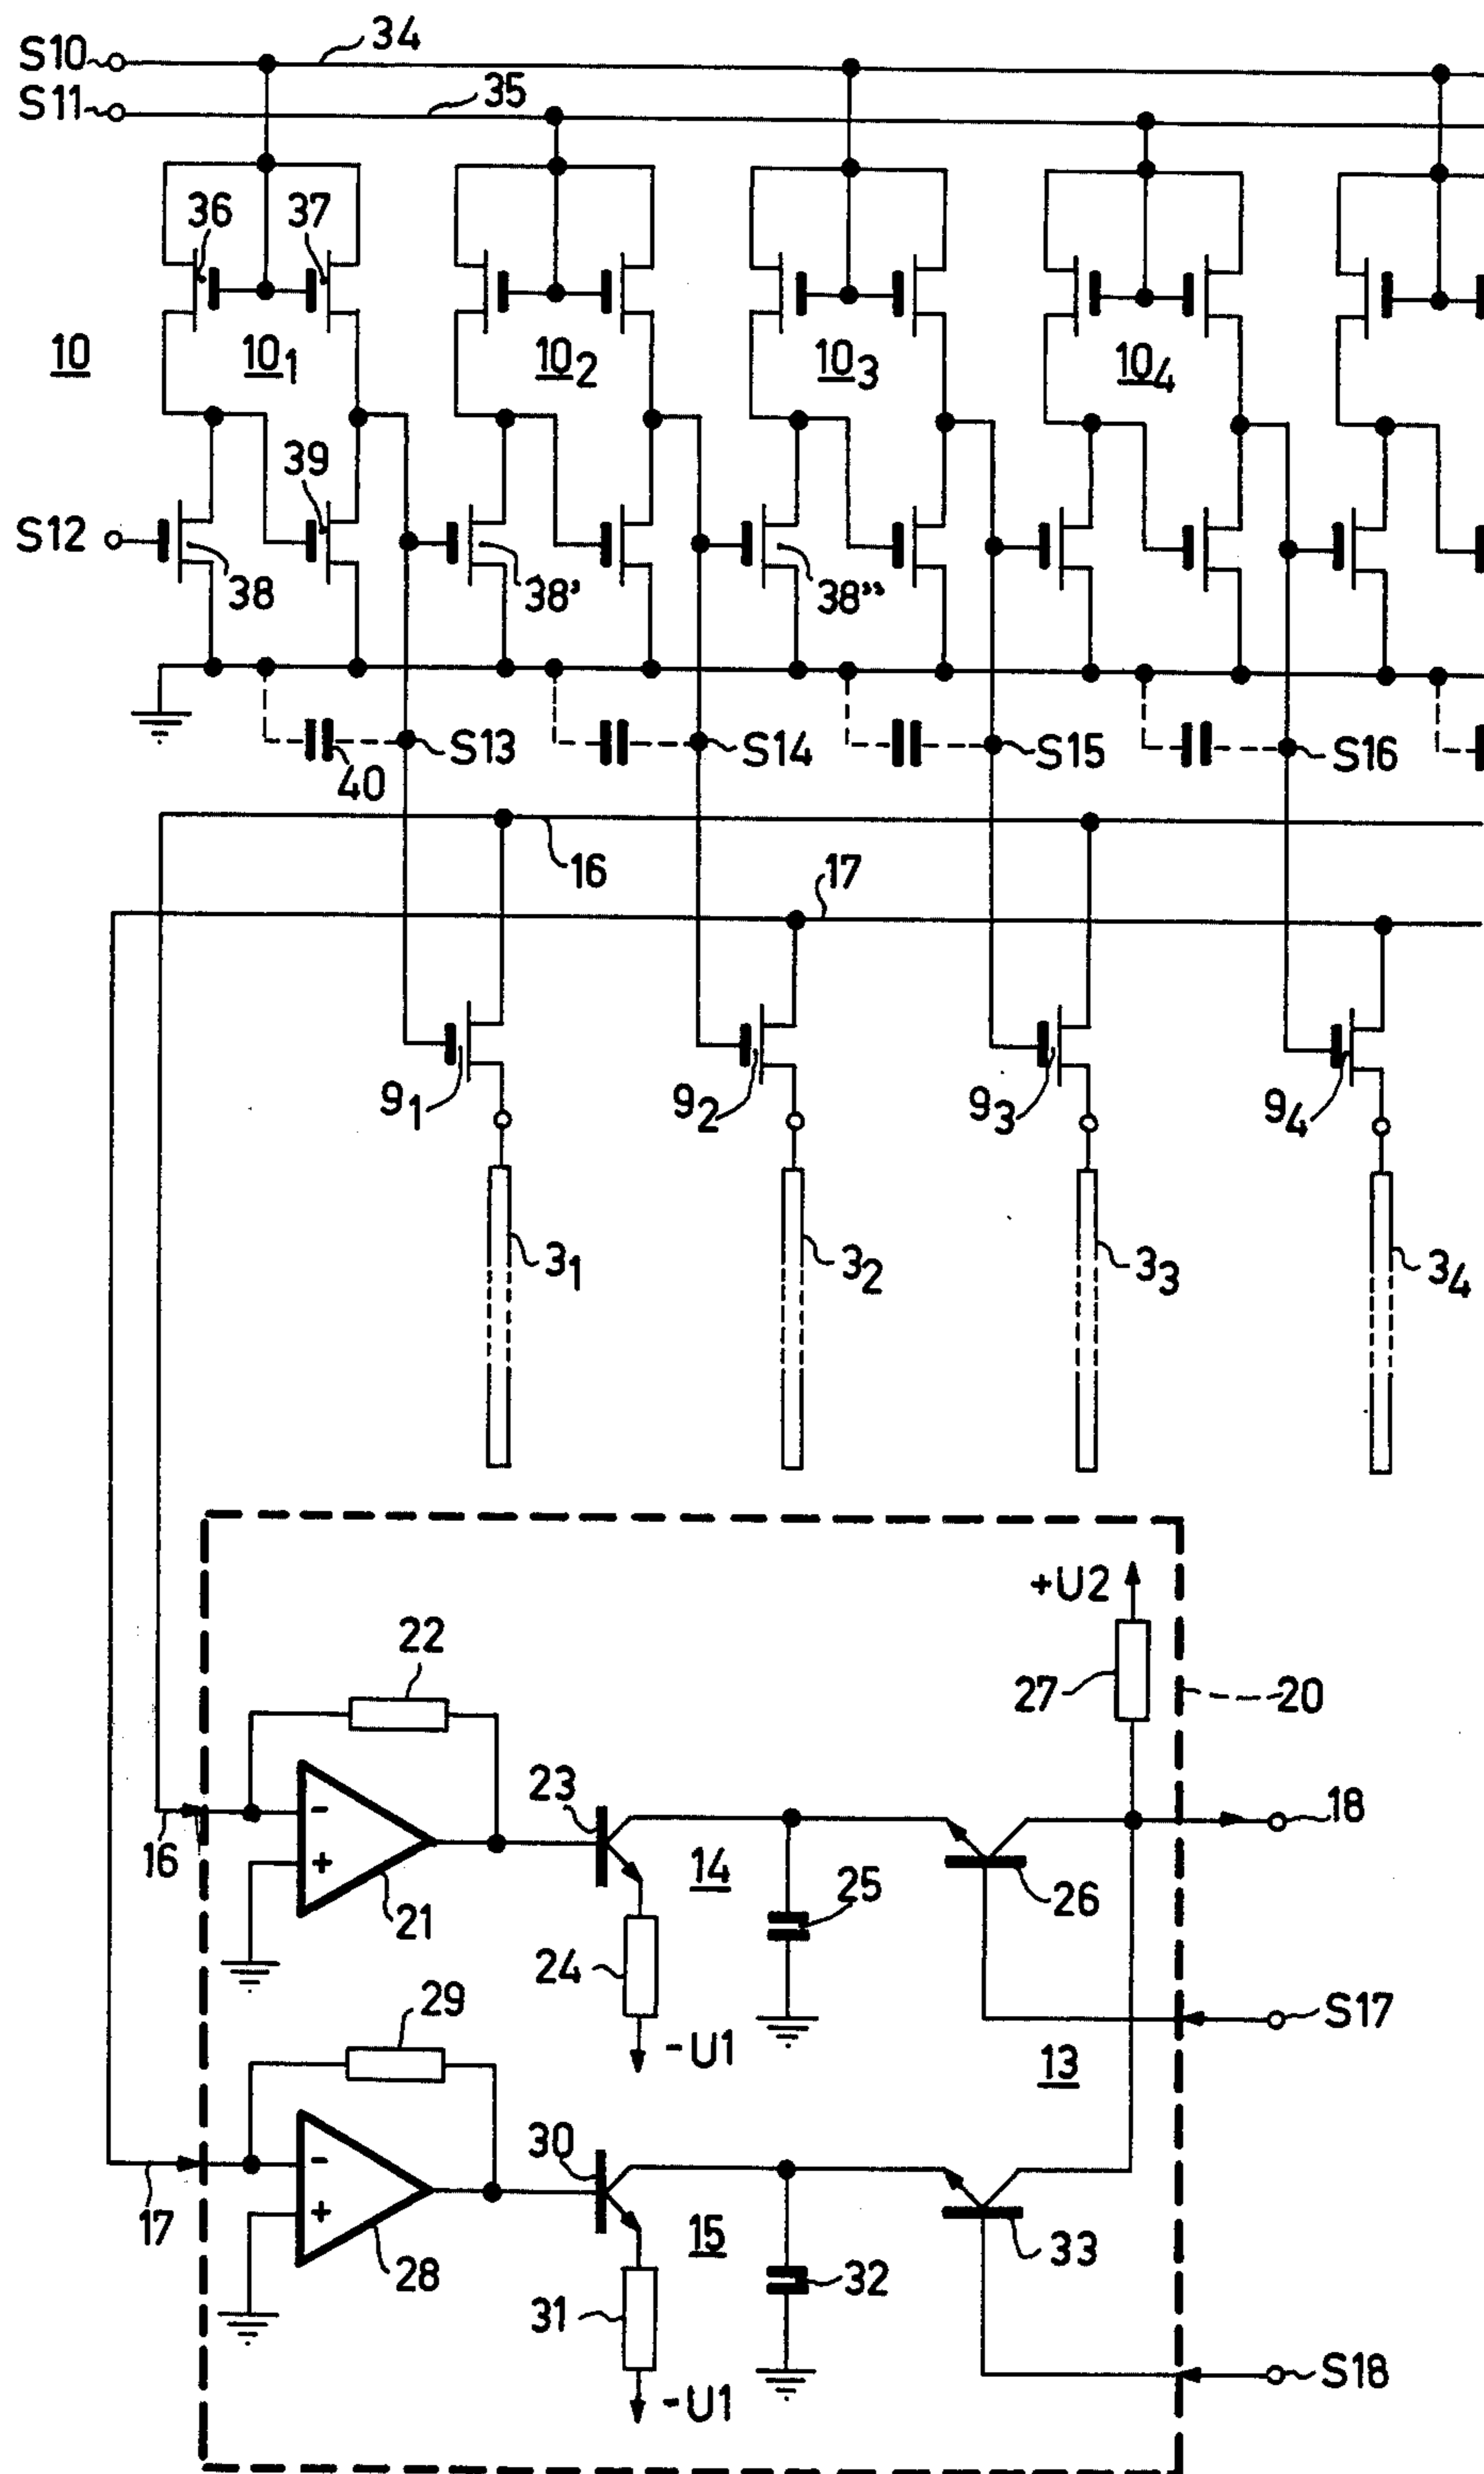 S10 34
S11 35
36 37
10 10₁ 10₂ 10₃ 10₄
39
S12 38 38' 38"
40 S13 S14 S15 S16
16 17
9₁ 9₂ 9₃ 9₄
3₁ 3₂ 3₃ 3₄
+U2
22
27 20
23
16 - 14 18
+ 25 26
21
24
29 S17
-U1
13
30
-
17 + 15 33
28 32
31
S18
-U1